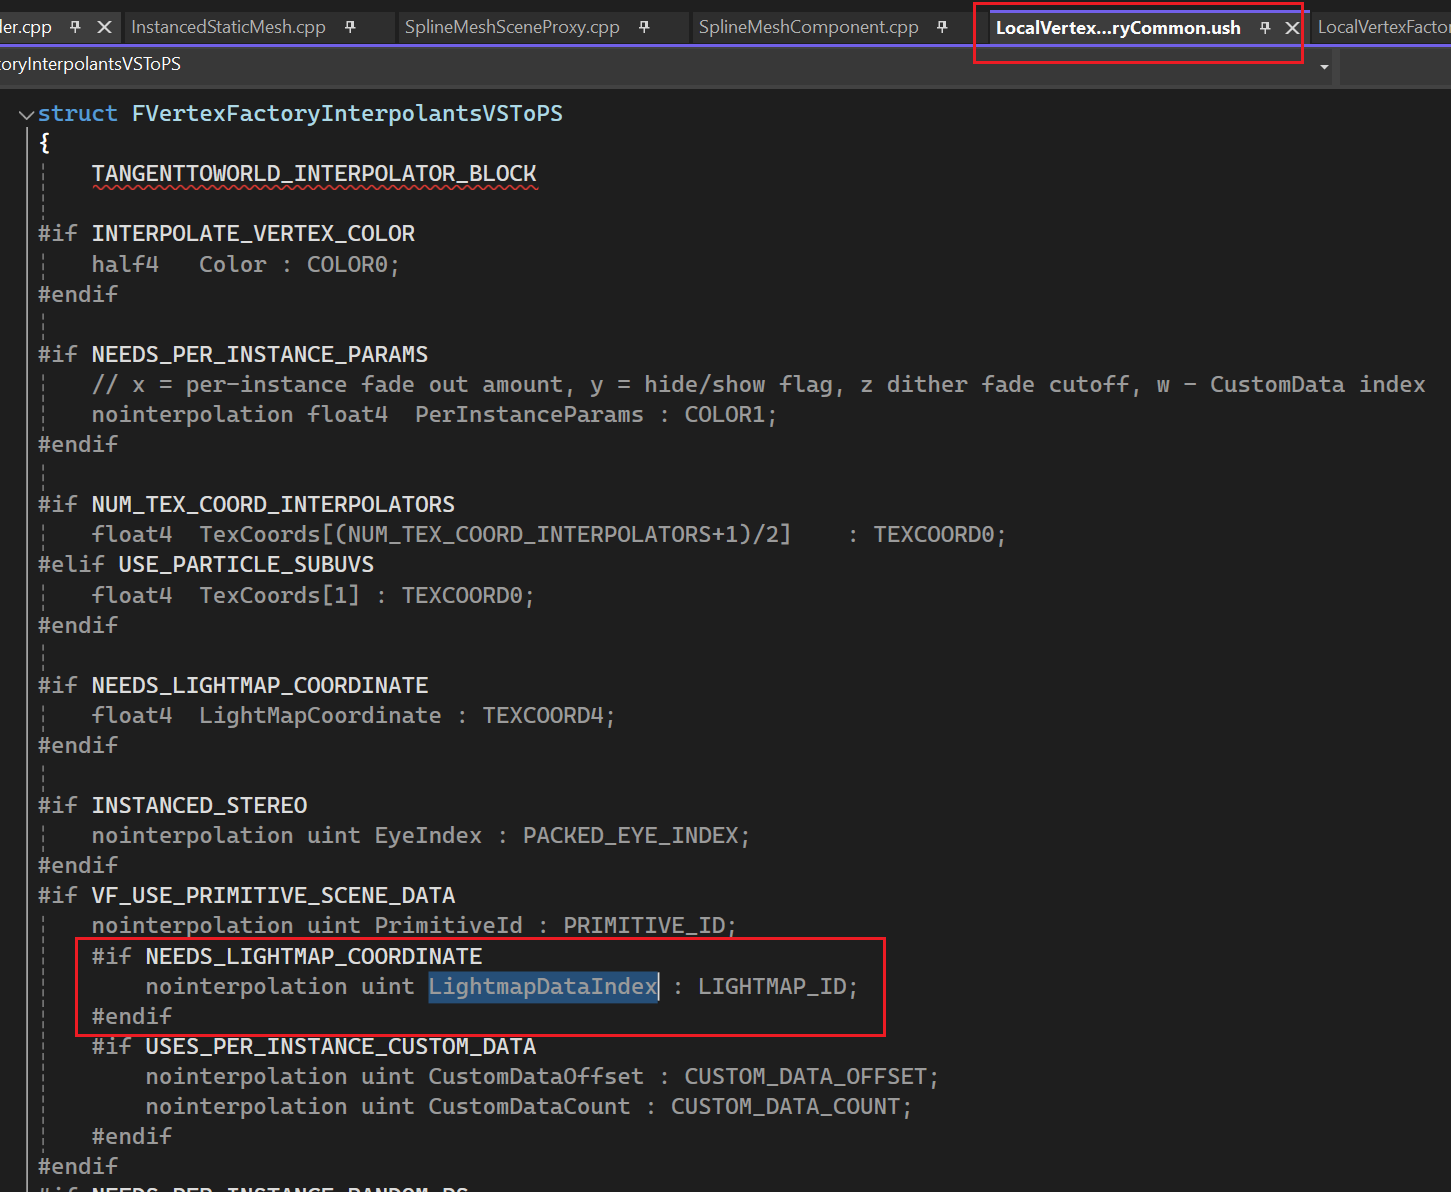 der.cpp InstancedStaticMesh.cpp SplineMeshSceneProxy.cpp SplineMeshComponent.cpp LocalVertex...ryCommon.ush LocalVertexFactor
oryInterpolantsVSToPS
struct FVertexFactoryInterpolantsVSToPS
{
TANGENTTOWORLD_INTERPOLATOR_BLOCK
#if INTERPOLATE_VERTEX_COLOR
half4 Color : COLOR0;
#endif
#if NEEDS_PER_INSTANCE_PARAMS
// x = per-instance fade out amount, y = hide/show flag, z dither fade cutoff, w - CustomData index
nointerpolation float4 PerInstanceParams : COLOR1;
#endif
#if NUM_TEX_COORD_INTERPOLATORS
float4 TexCoords[(NUM_TEX_COORD_INTERPOLATORS+1)/2] : TEXCOORD0;
#elif USE_PARTICLE_SUBUVS
float4 TexCoords[1] : TEXCOORD0;
#endif
#if NEEDS_LIGHTMAP_COORDINATE
float4 LightMapCoordinate : TEXCOORD4;
#endif
#if INSTANCED_STEREO
nointerpolation uint EyeIndex : PACKED_EYE_INDEX;
#endif
#if VF_USE_PRIMITIVE_SCENE_DATA
nointerpolation uint PrimitiveId : PRIMITIVE_ID;
#if NEEDS_LIGHTMAP_COORDINATE
nointerpolation uint LightmapDataIndex : LIGHTMAP_ID;
#endif
#if USES_PER_INSTANCE_CUSTOM_DATA
nointerpolation uint CustomDataOffset : CUSTOM_DATA_OFFSET;
nointerpolation uint CustomDataCount : CUSTOM_DATA_COUNT;
#endif
#endif
#if NEEDS_PER_INSTANCE_RANDOM_PS